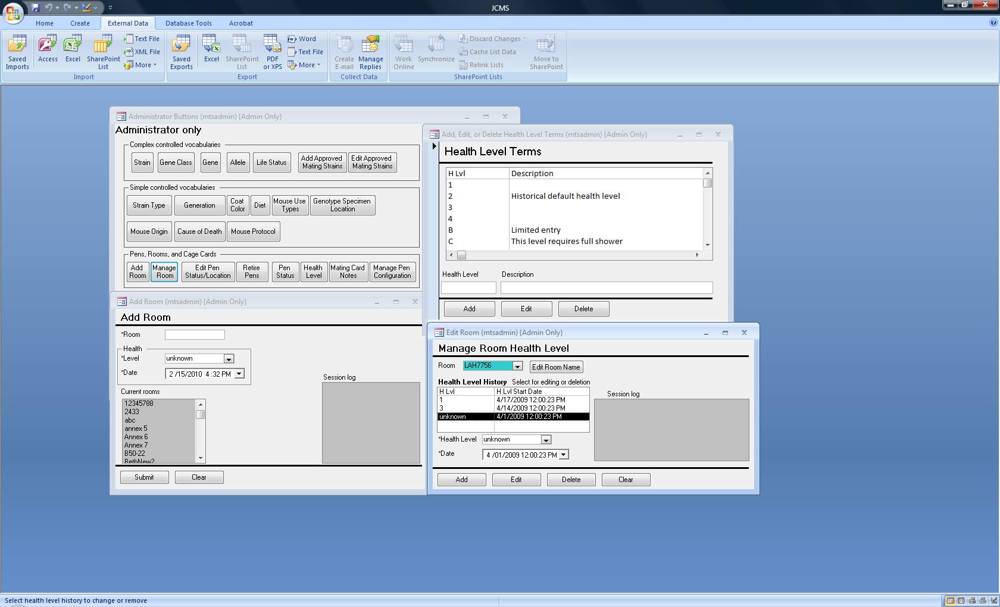 JCMS
Home Create External Data Database Tools Acrobat
Saved Imports
Access
Excel
SharePoint List
Text File
XML File
More
Import
Saved Exports
Excel
SharePoint List
PDF or XPS
Word
Text File
More
Export
Create E-mail
Manage Replies
Collect Data
Work Online
Synchronize
Discard Changes
Cache List Data
Relink Lists
Move to SharePoint
SharePoint Lists
Administrator Buttons (mtsadmin) {Admin Only}
Administrator only
Complex controlled vocabularies
Strain Gene Class Gene Allele Life Status Add Approved Mating Strains Edit Approved Mating Strains
Simple controlled vocabularies
Strain Type Generation Coat Color Diet Mouse Use Types Genotype Specimen Location
Mouse Origin Cause of Death Mouse Protocol
Pens, Rooms, and Cage Cards
Add Room Manage Room Edit Pen Status/Location Retire Pens Pen Status Health Level Mating Card Notes Manage Pen Configuration
Add, Edit, or Delete Health Level Terms (mtsadmin) {Admin Only}
Health Level Terms
H Lvl Description
1
2 Historical default health level
3
4
B Limited entry
C This level requires full shower
Health Level Description
Add Edit Delete
Add Room (mtsadmin) {Admin Only}
Add Room
*Room
Health
*Level unknown
*Date 2 /15/2010 4 :32 PM
Current rooms
12345788
2433
abc
annex 5
Annex 6
Annex 7
B50-22
BethNew2
Session log
Submit Clear
Edit Room (mtsadmin) {Admin Only}
Manage Room Health Level
Room LAH7756 Edit Room Name
Health Level History Select for editing or deletion
H Lvl H Lvl Start Date
1 4/17/2009 12:00:23 PM
3 4/14/2009 12:00:23 PM
unknown 4/1/2009 12:00:23 PM
Session log
*Health Level unknown
*Date 4 /01/2009 12:00:23 PM
Add Edit Delete Clear
Select health level history to change or remove